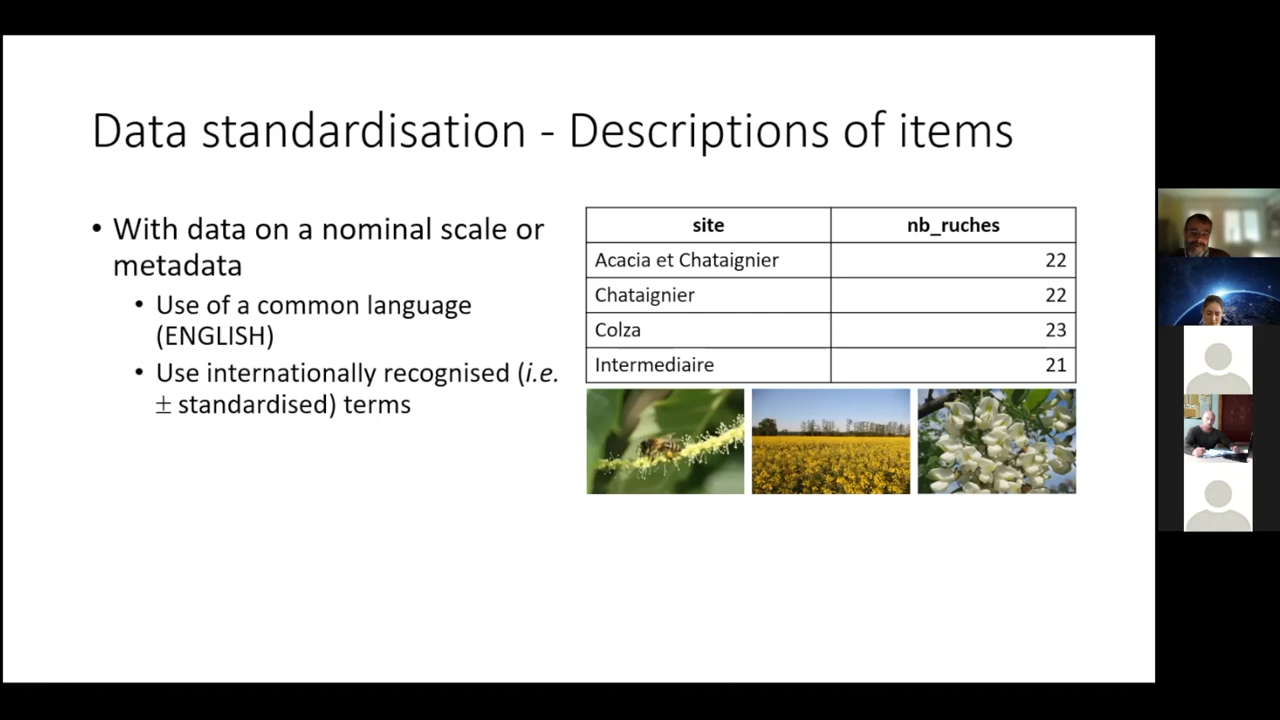 Data standardisation - Descriptions of items
• With data on a nominal scale or
metadata
• Use of a common language
(ENGLISH)
• Use internationally recognised (i.e.
± standardised) terms
site nb_ruches
Acacia et Chataignier 22
Chataignier 22
Colza 23
Intermediaire 21